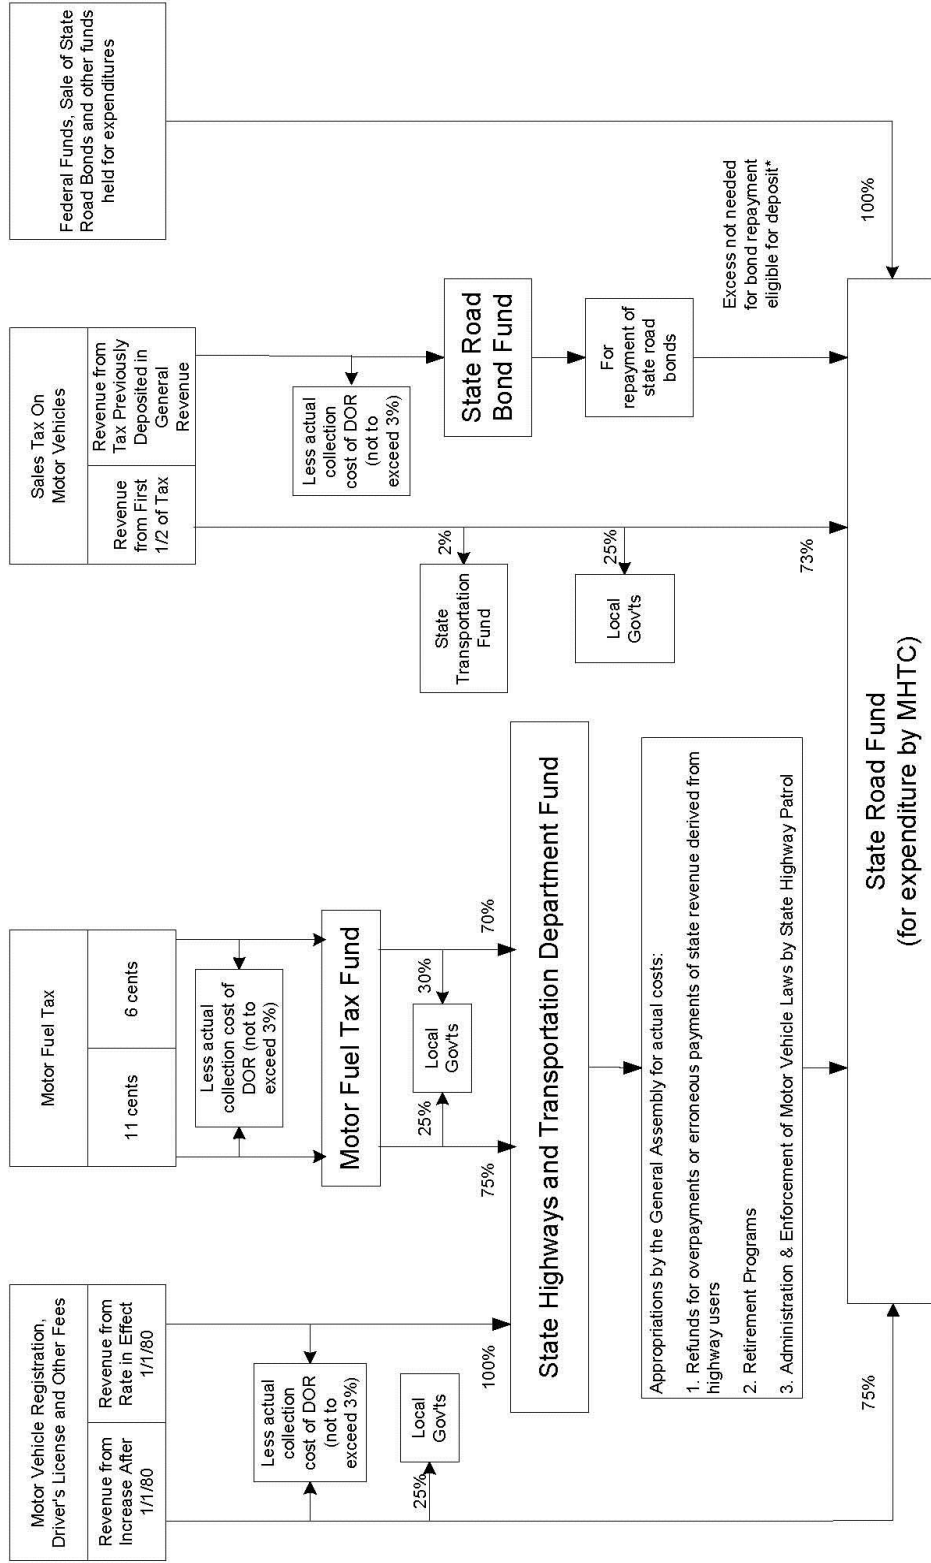 Motor Vehicle Registration,
Driver's License and Other Fees
Revenue from
Increase After
1/1/80
Revenue from
Rate in Effect
1/1/80
Less actual
collection
cost of DOR
(not to
exceed 3%)
25%
Local
Gov'ts
100%
75%
Motor Fuel Tax
11 cents
6 cents
Less actual
collection cost of
DOR (not to
exceed 3%)
Motor Fuel Tax Fund
25%
Local
Gov'ts
30%
75%
70%
State Highways and Transportation Department Fund
Appropriations by the General Assembly for actual costs:
1. Refunds for overpayments or erroneous payments of state revenue derived from
highway users
2. Retirement Programs
3. Administration & Enforcement of Motor Vehicle Laws by State Highway Patrol
Sales Tax On
Motor Vehicles
Revenue
from First
1/2 of Tax
Revenue from
Tax Previously
Deposited in
General
Revenue
Less actual
collection
cost of DOR
(not to
exceed 3%)
2%
State
Transportation
Fund
25%
Local
Gov'ts
73%
State Road
Bond Fund
For
repayment of
state road
bonds
Excess not needed
for bond repayment
eligible for deposit*
Federal Funds, Sale of State
Road Bonds and other funds
held for expenditures
100%
State Road Fund
(for expenditure by MHTC)